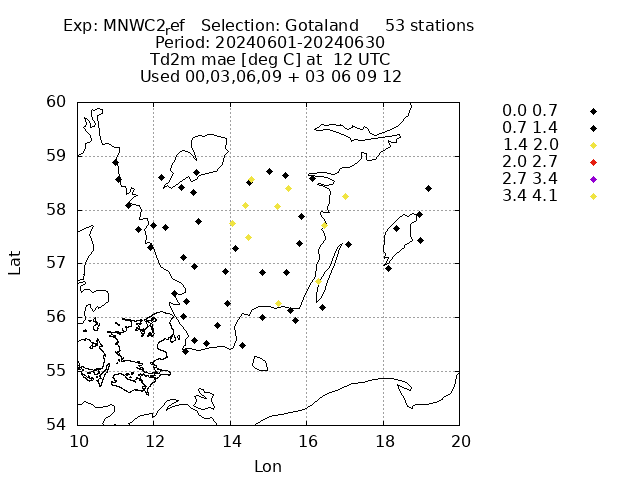 Exp: MNWC2ref Selection: Gotaland 53 stations
Period: 20240601-20240630
Td2m mae [deg C] at 12 UTC
Used 00,03,06,09 + 03 06 09 12
60
59
58
57
56
55
54
Lat
10 12 14 16 18 20
Lon
0.0 0.7
0.7 1.4
1.4 2.0
2.0 2.7
2.7 3.4
3.4 4.1